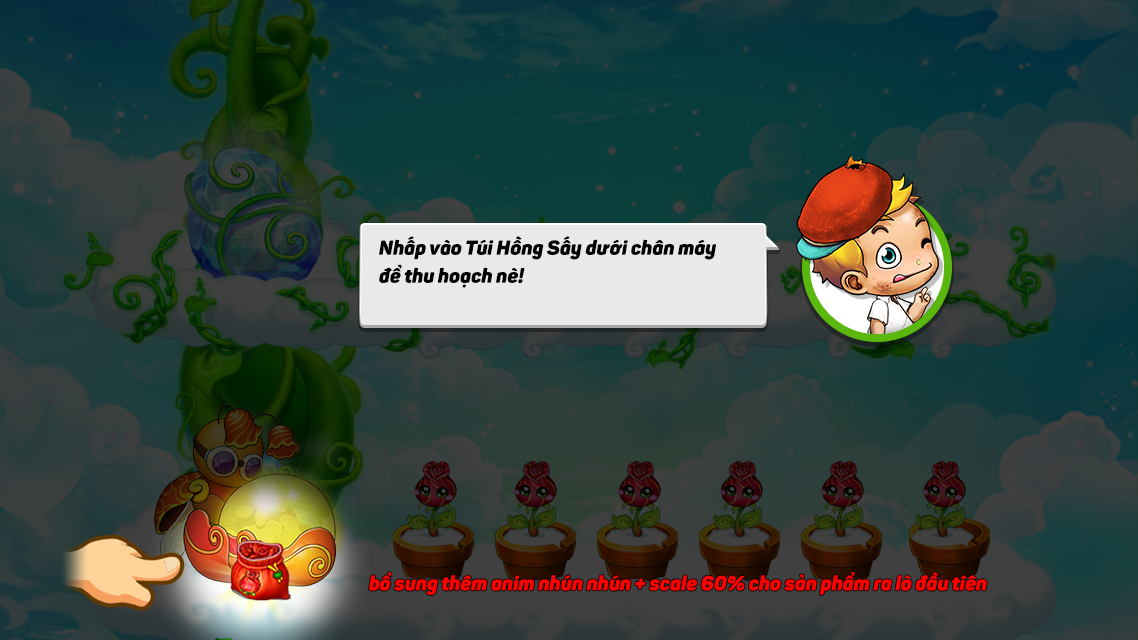 Nhấp vào Túi Hồng Sấy dưới chân máy
để thu hoạch nè!
bổ sung thêm anim nhún nhún + scale 60% cho sản phẩm ra lò đầu tiên